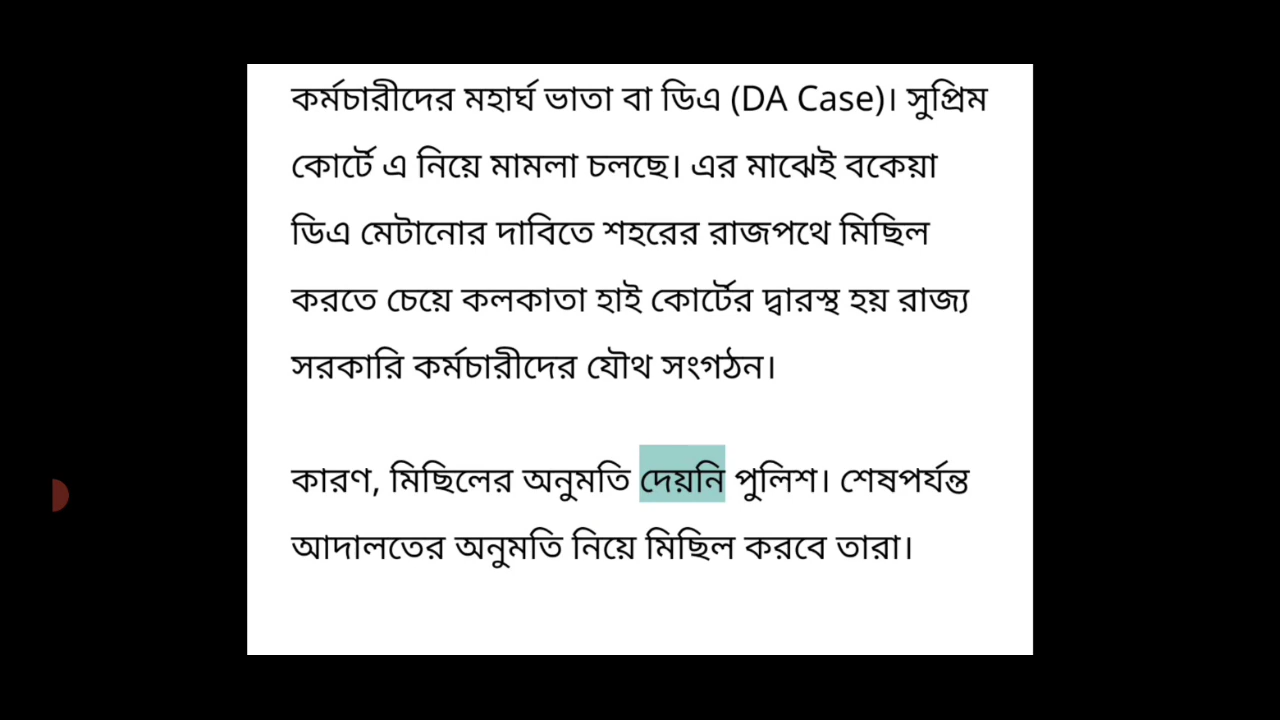 কর্মচারীদের মহার্ঘ ভাতা বা ডিএ (DA Case)। সুপ্রিম
কোর্টে এ নিয়ে মামলা চলছে। এর মাঝেই বকেয়া
ডিএ মেটানোর দাবিতে শহরের রাজপথে মিছিল
করতে চেয়ে কলকাতা হাই কোর্টের দ্বারস্থ হয় রাজ্য
সরকারি কর্মচারীদের যৌথ সংগঠন।
কারণ, মিছিলের অনুমতি দেয়নি পুলিশ। শেষপর্যন্ত
আদালতের অনুমতি নিয়ে মিছিল করবে তারা।